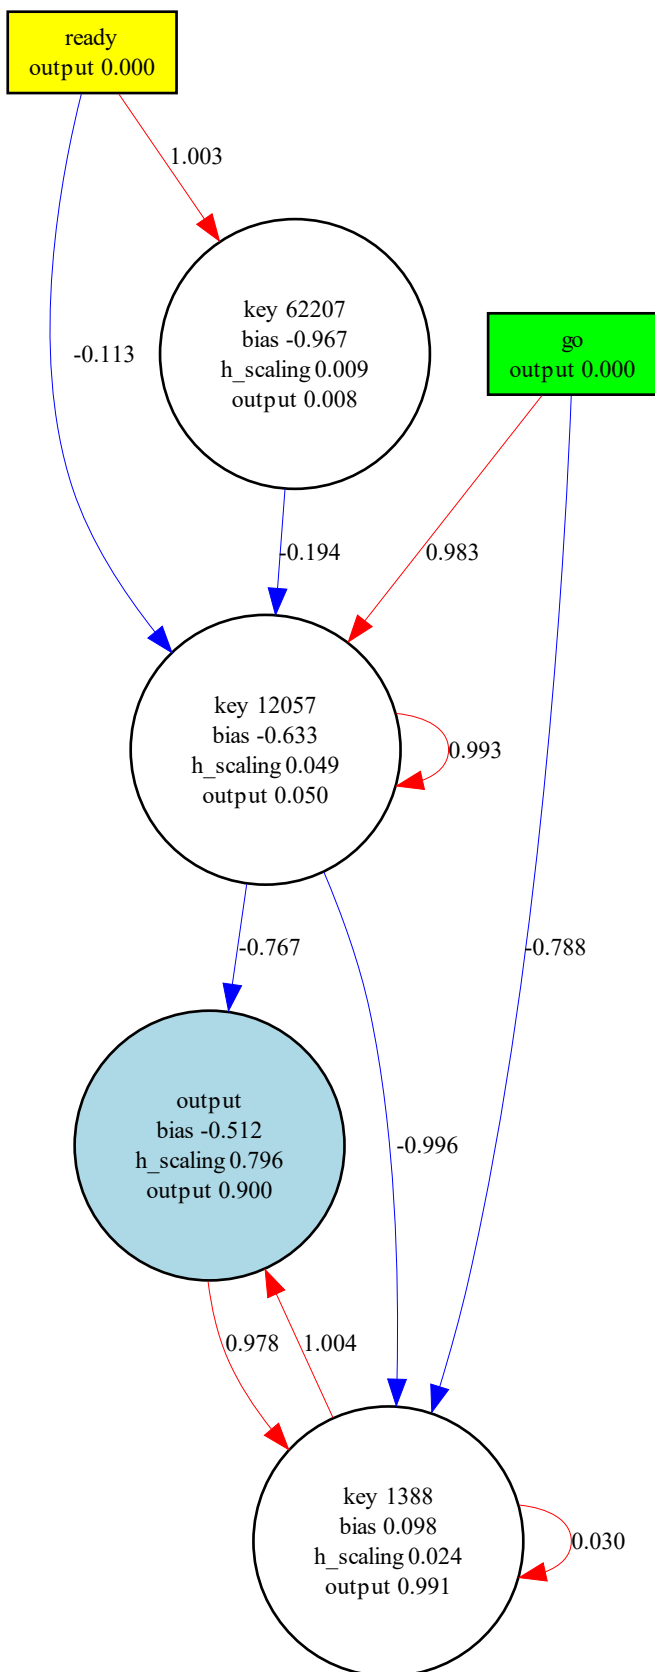 ready
output 0.000
1.003
key 62207
bias -0.967
h_scaling 0.009
output 0.008
-0.113
go
output 0.000
-0.194
0.983
key 12057
bias -0.633
h_scaling 0.049
output 0.050
0.993
-0.767
-0.788
output
bias -0.512
h_scaling 0.796
output 0.900
-0.996
0.978
1.004
key 1388
bias 0.098
h_scaling 0.024
output 0.991
0.030